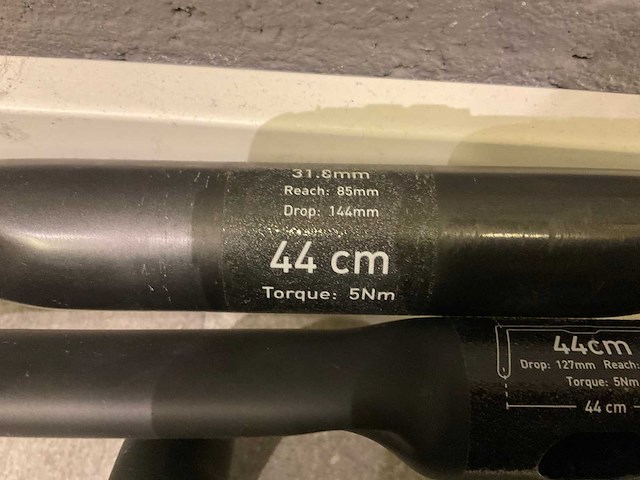 31.8mm
Reach: 85mm
Drop: 144mm
44 cm
Torque: 5Nm
44cm
Drop: 127mm Reach:
Torque: 5Nm
44 cm